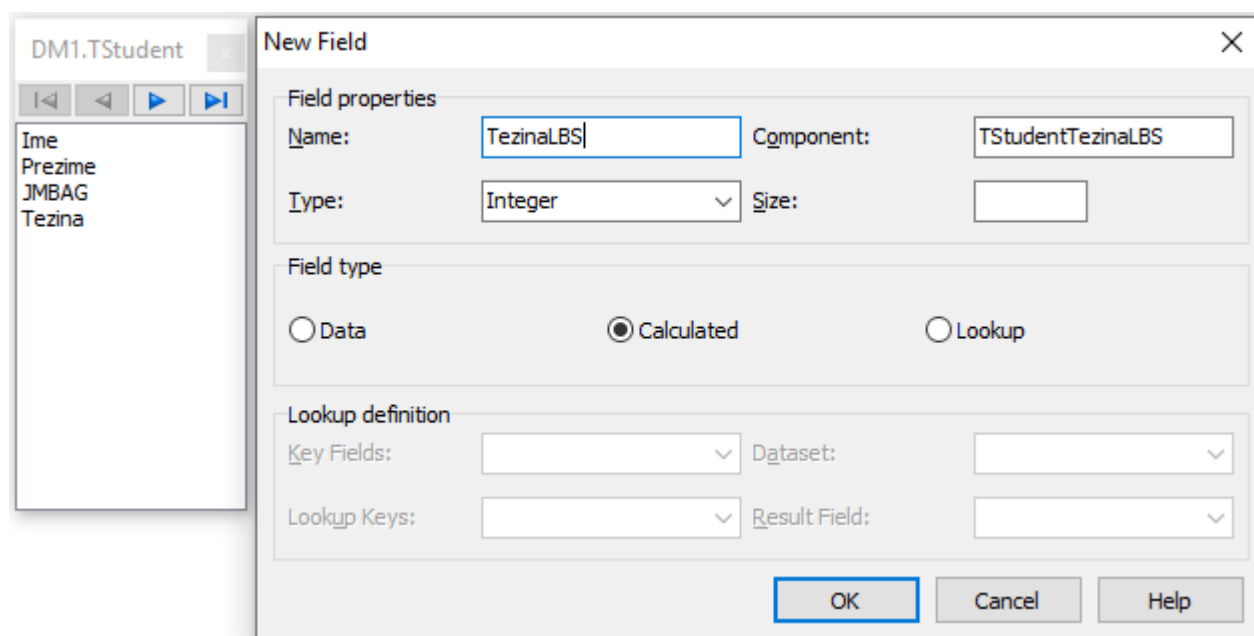 DM1.TStudent
x
Ime
Prezime
JMBAG
Tezina
New Field
Field properties
Name: TezinaLBS Component: TStudentTezinaLBS
Type: Integer Size:
Field type
Data Calculated Lookup
Lookup definition
Key Fields: Dataset:
Lookup Keys: Result Field:
OK Cancel Help